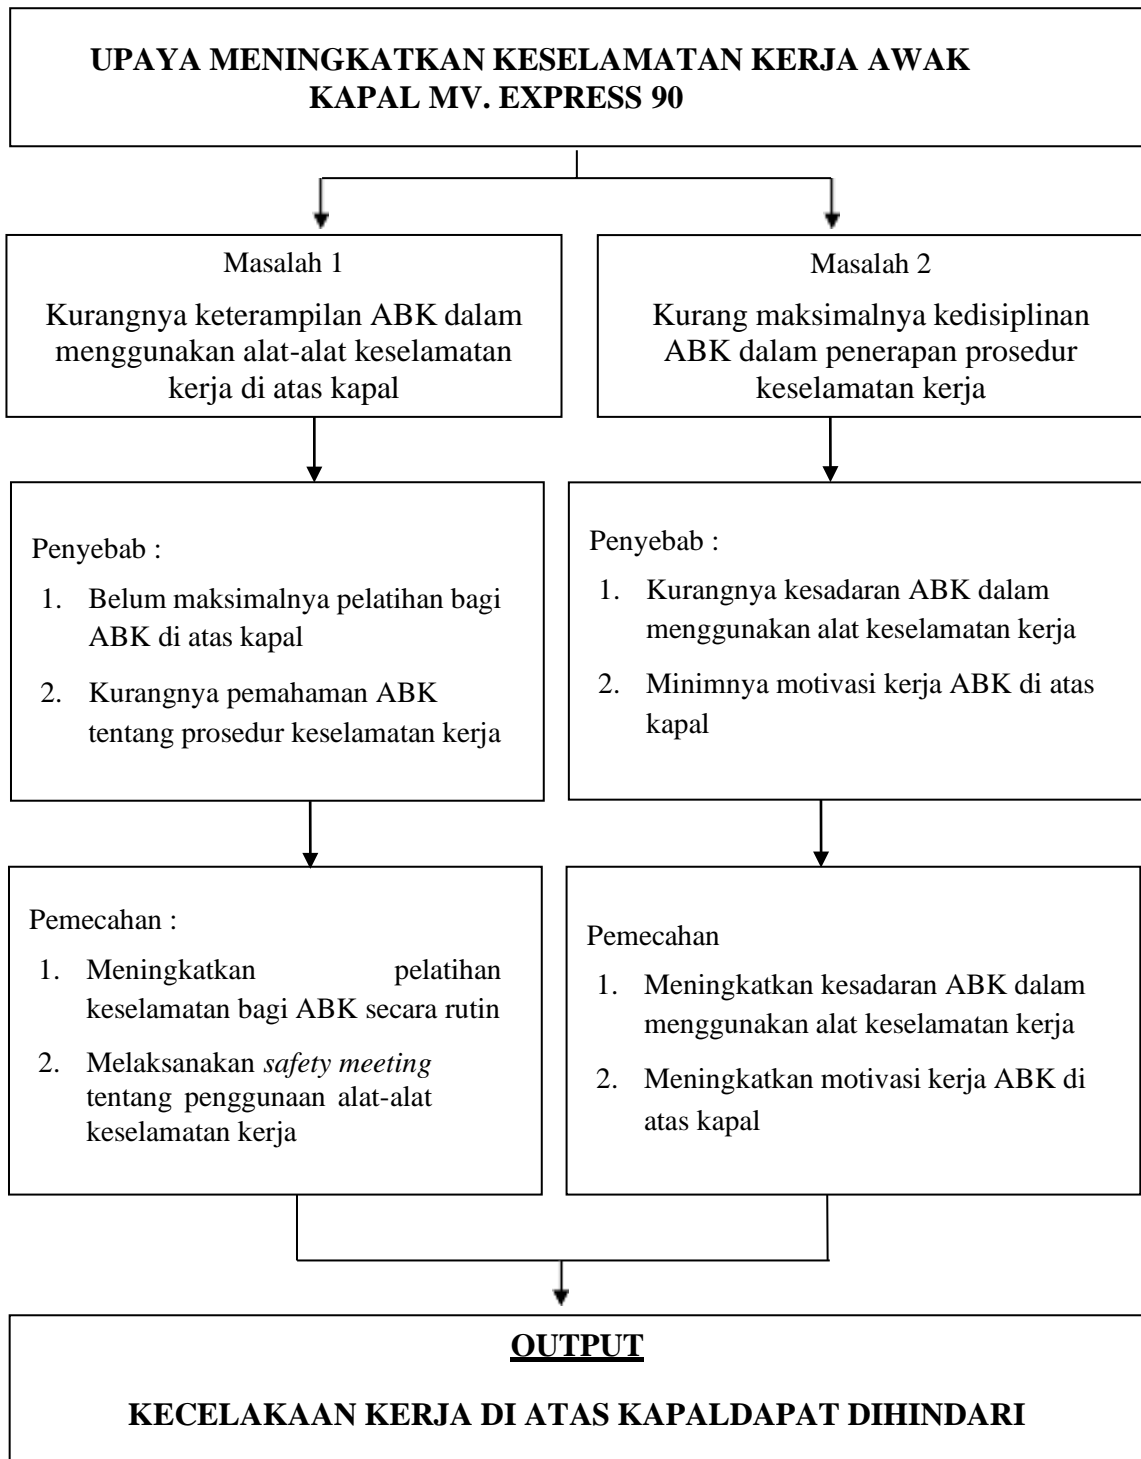 UPAYA MENINGKATKAN KESELAMATAN KERJA AWAK
KAPAL MV. EXPRESS 90
Masalah 1
Kurangnya keterampilan ABK dalam
menggunakan alat-alat keselamatan
kerja di atas kapal
Masalah 2
Kurang maksimalnya kedisiplinan
ABK dalam penerapan prosedur
keselamatan kerja
Penyebab :
1. Belum maksimalnya pelatihan bagi
ABK di atas kapal
2. Kurangnya pemahaman ABK
tentang prosedur keselamatan kerja
Penyebab :
1. Kurangnya kesadaran ABK dalam
menggunakan alat keselamatan kerja
2. Minimnya motivasi kerja ABK di atas
kapal
Pemecahan :
1. Meningkatkan pelatihan
keselamatan bagi ABK secara rutin
2. Melaksanakan safety meeting
tentang penggunaan alat-alat
keselamatan kerja
Pemecahan
1. Meningkatkan kesadaran ABK dalam
menggunakan alat keselamatan kerja
2. Meningkatkan motivasi kerja ABK di
atas kapal
OUTPUT
KECELAKAAN KERJA DI ATAS KAPALDAPAT DIHINDARI